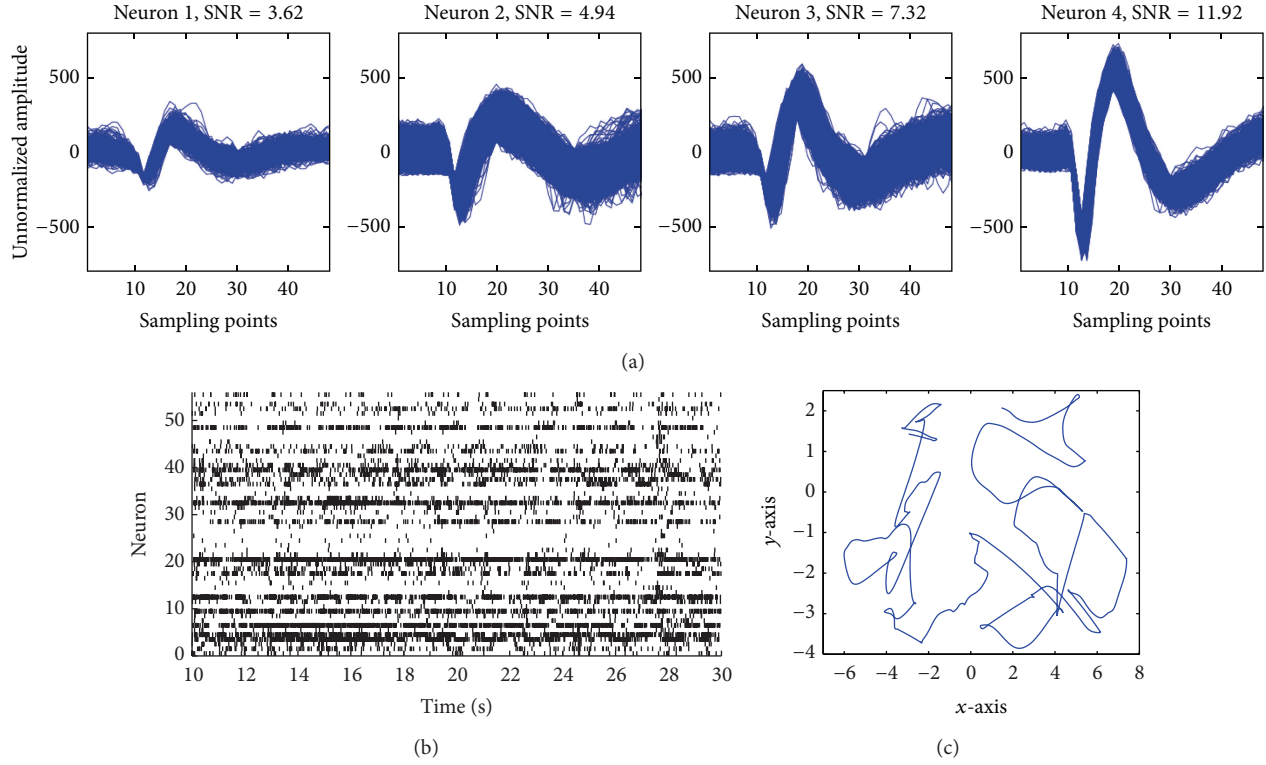 Neuron 1, SNR = 3.62
Neuron 2, SNR = 4.94
Neuron 3, SNR = 7.32
Neuron 4, SNR = 11.92
Unnormalized amplitude
500
0
−500
10 20 30 40
Sampling points
500
0
−500
10 20 30 40
Sampling points
500
0
−500
10 20 30 40
Sampling points
500
0
−500
10 20 30 40
Sampling points
(a)
Neuron
50
40
30
20
10
0
10 12 14 16 18 20 22 24 26 28 30
Time (s)
(b)
y-axis
2
1
0
−1
−2
−3
−4
−6 −4 −2 0 2 4 6 8
x-axis
(c)